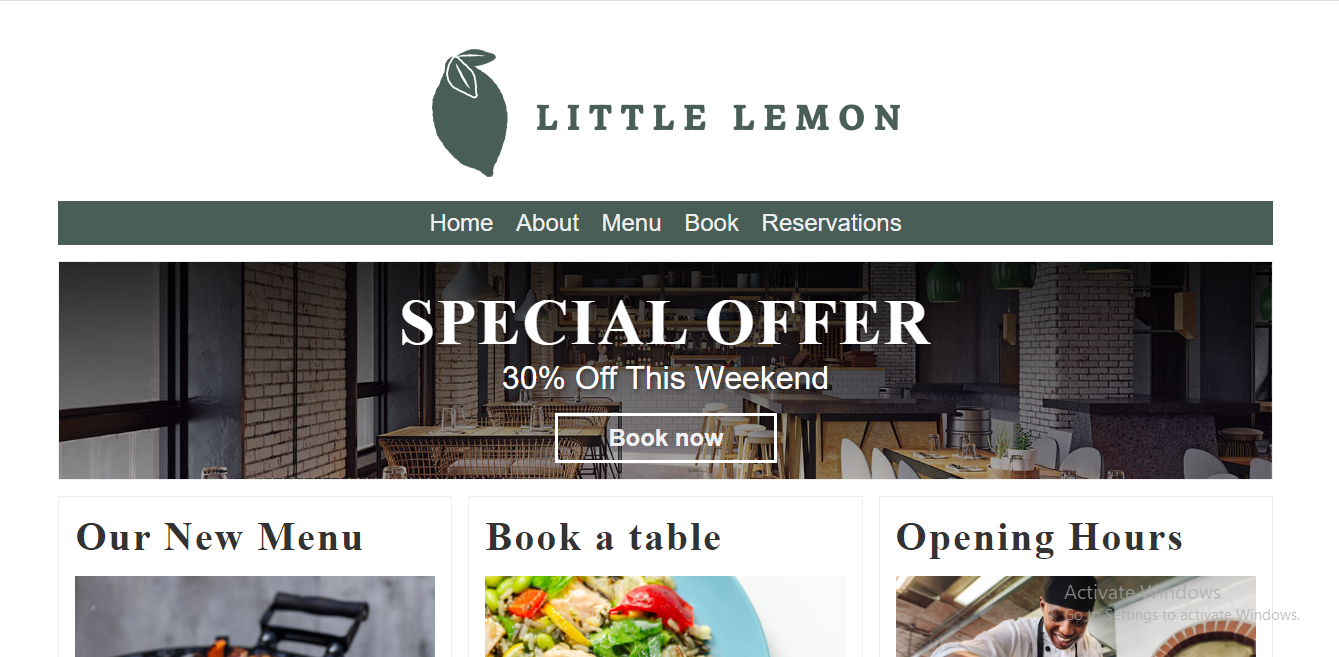 LITTLE LEMON
Home About Menu Book Reservations
SPECIAL OFFER
30% Off This Weekend
Book now
Our New Menu
Book a table
Opening Hours
Activate Windows
Go to Settings to activate Windows.